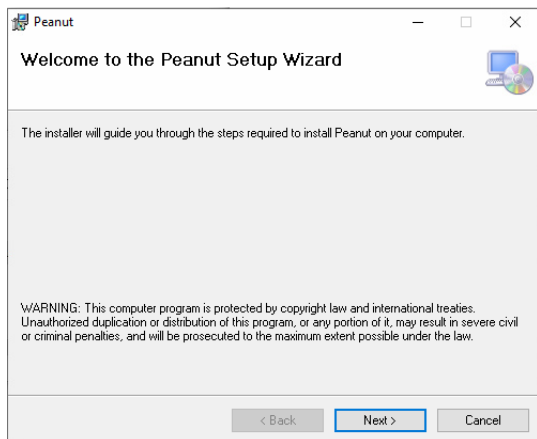 Peanut
Welcome to the Peanut Setup Wizard
The installer will guide you through the steps required to install Peanut on your computer.
WARNING: This computer program is protected by copyright law and international treaties.
Unauthorized duplication or distribution of this program, or any portion of it, may result in severe civil
or criminal penalties, and will be prosecuted to the maximum extent possible under the law.
< Back Next > Cancel